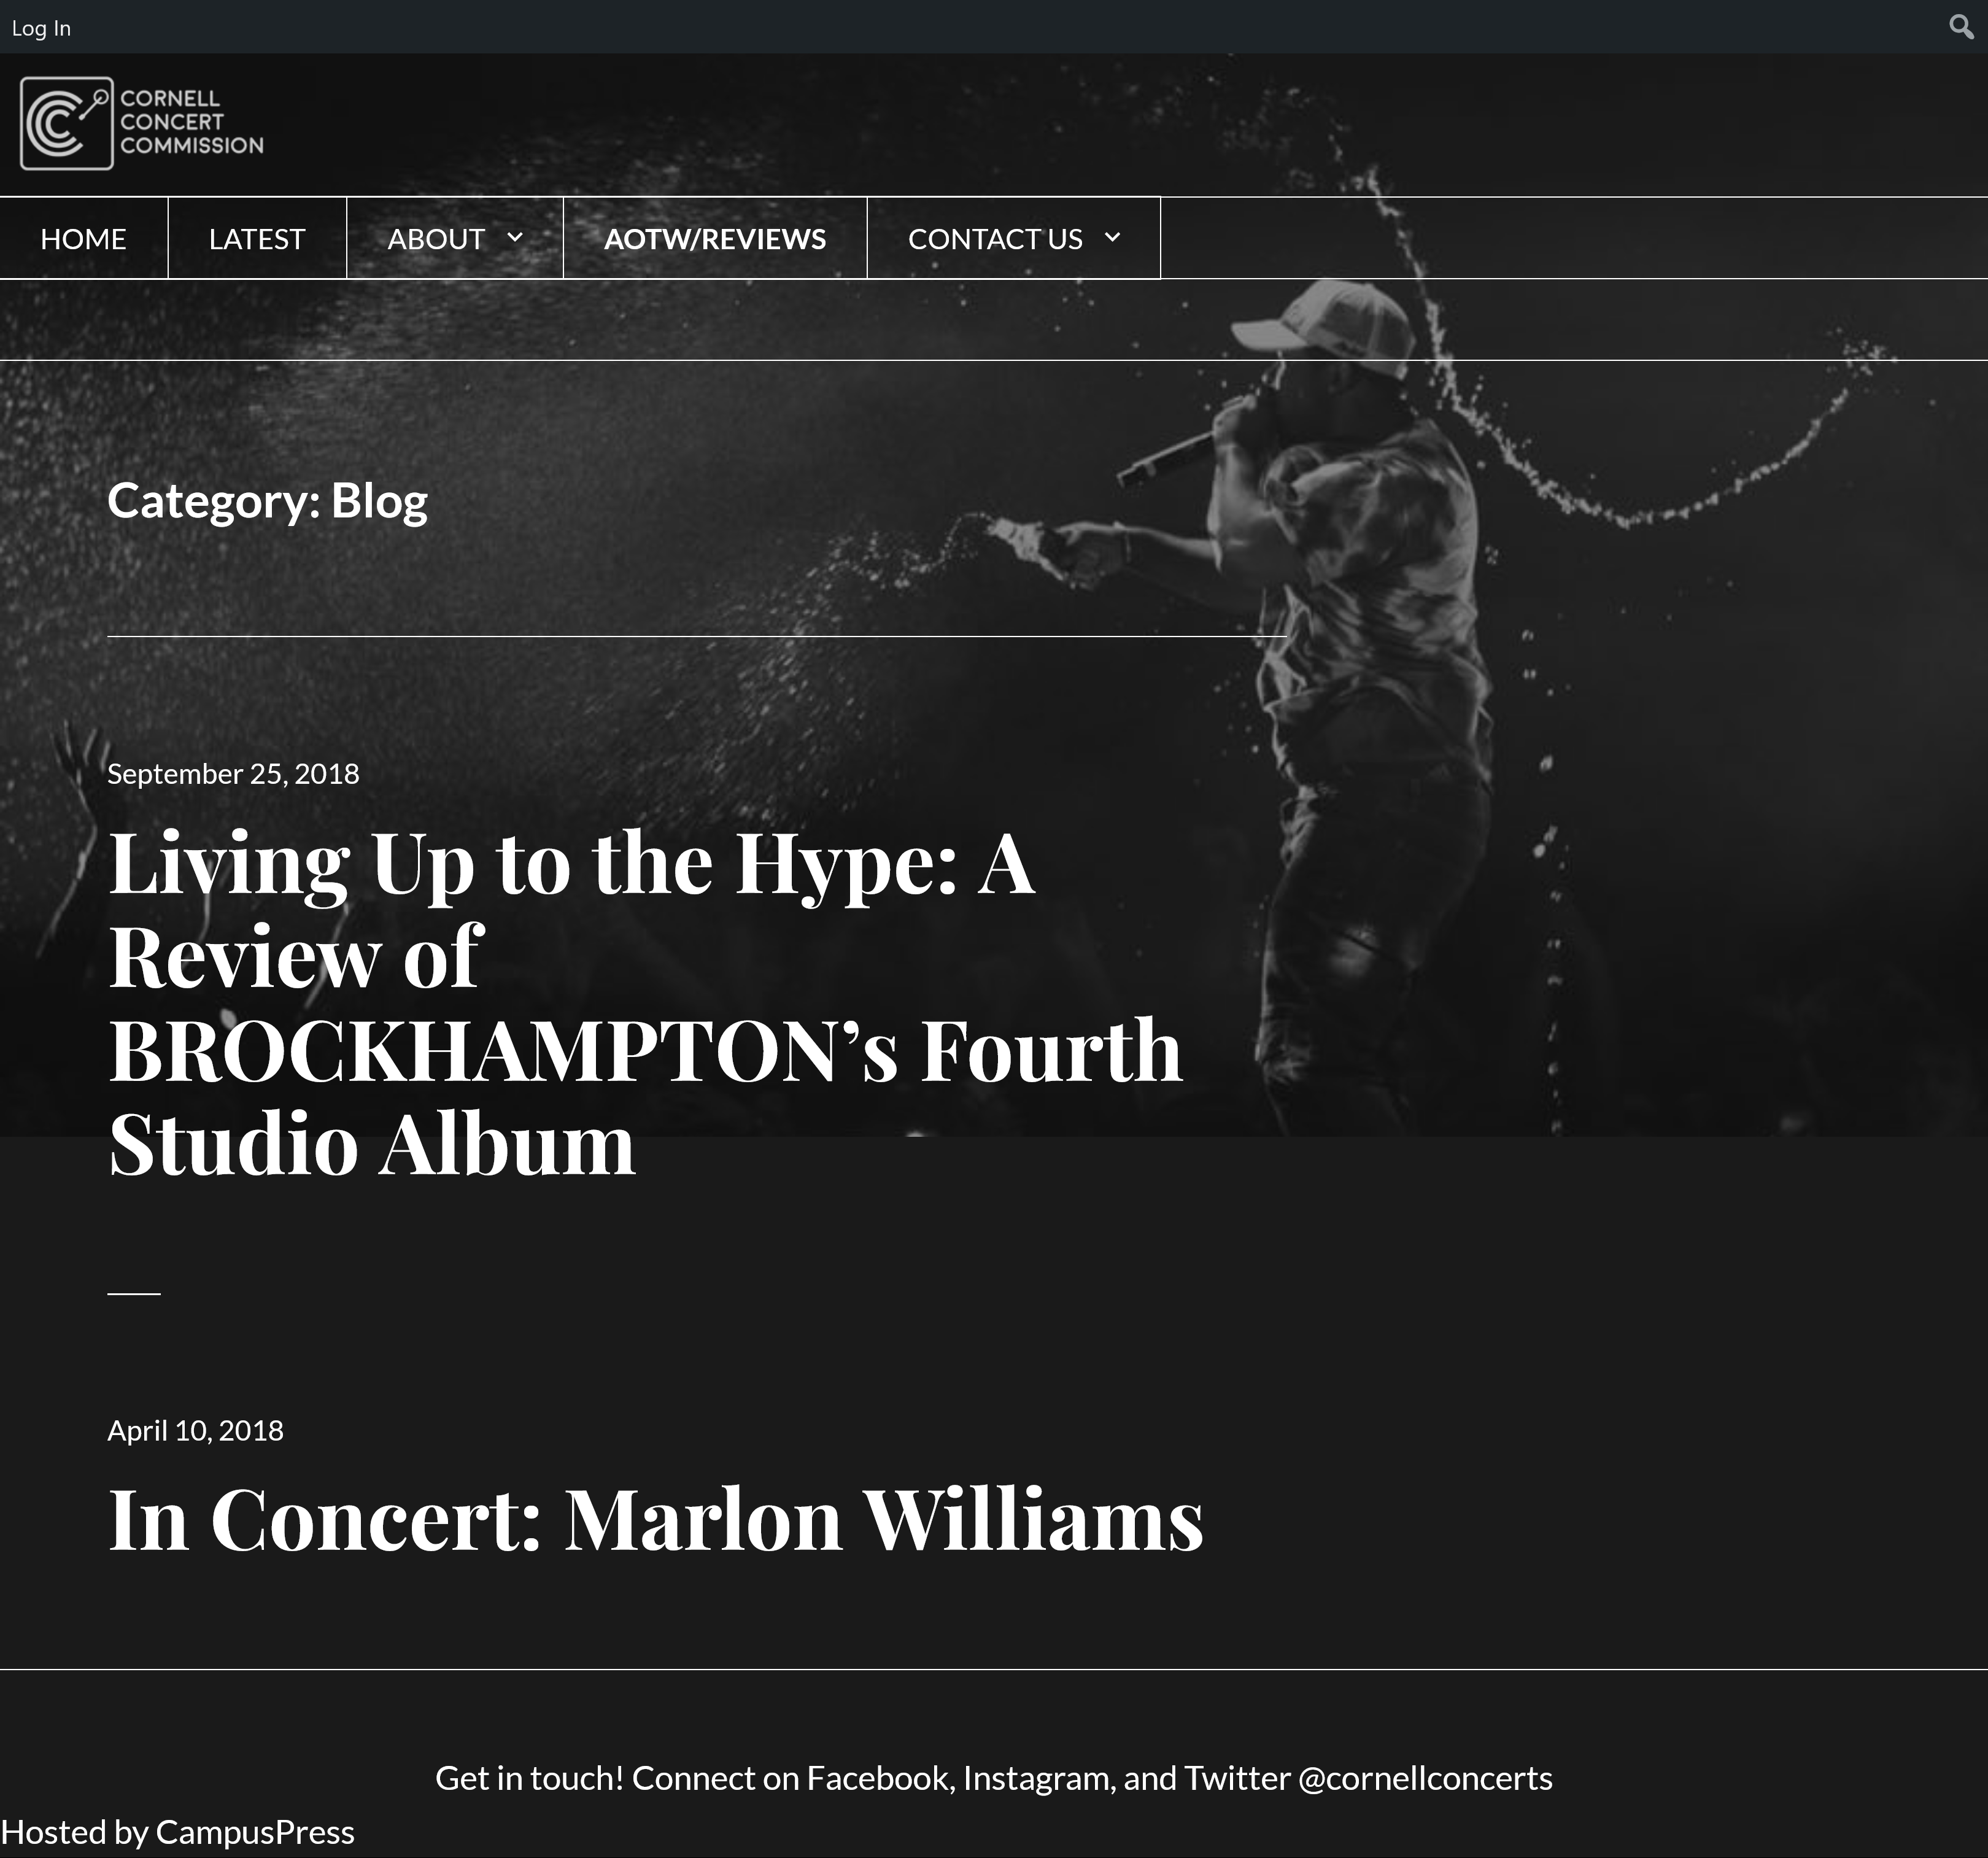 Log In
CORNELL
CONCERT
COMMISSION
HOME
LATEST
ABOUT
AOTW/REVIEWS
CONTACT US
Category: Blog
September 25, 2018
Living Up to the Hype: A
Review of
BROCKHAMPTON’s Fourth
Studio Album
April 10, 2018
In Concert: Marlon Williams
Get in touch! Connect on Facebook, Instagram, and Twitter @cornellconcerts
Hosted by CampusPress